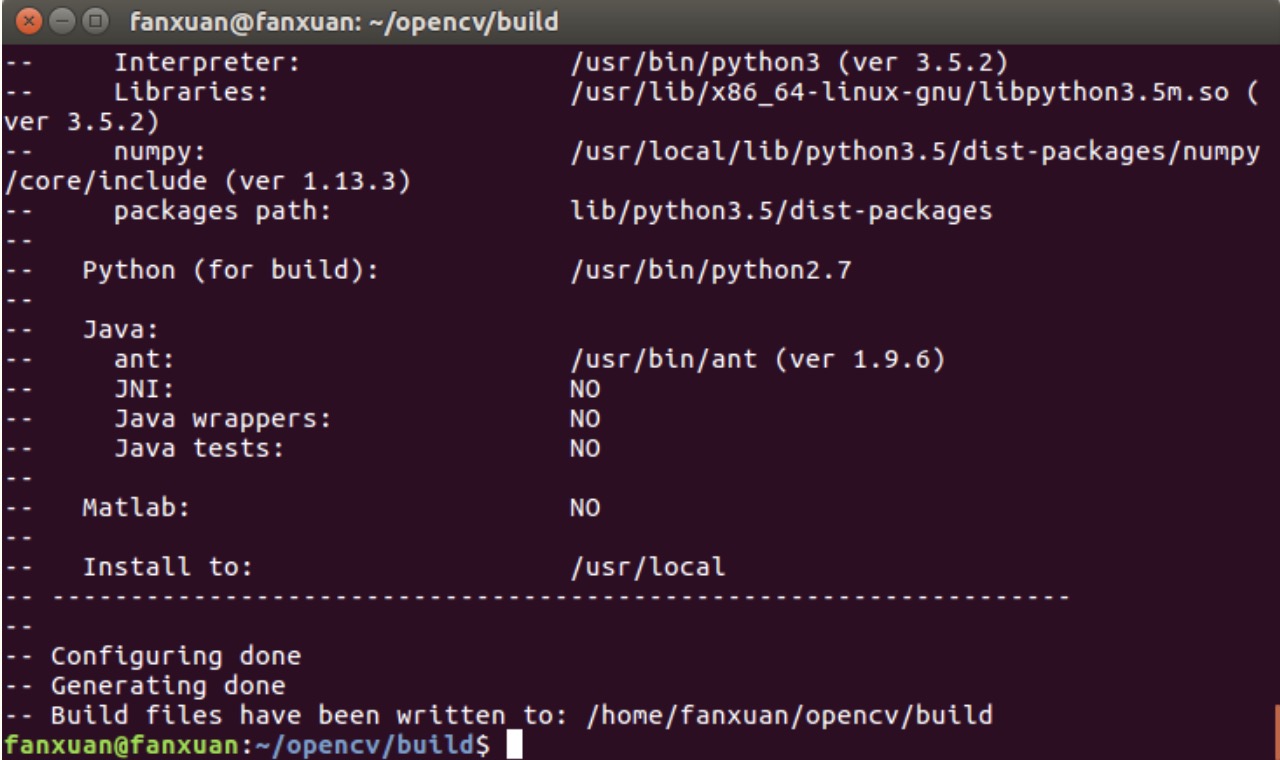 fanxuan@fanxuan: ~/opencv/build
--     Interpreter:                 /usr/bin/python3 (ver 3.5.2)
--     Libraries:                   /usr/lib/x86_64-linux-gnu/libpython3.5m.so (
ver 3.5.2)
--     numpy:                       /usr/local/lib/python3.5/dist-packages/numpy
/core/include (ver 1.13.3)
--     packages path:               lib/python3.5/dist-packages
--
--   Python (for build):            /usr/bin/python2.7
--
--   Java:
--     ant:                         /usr/bin/ant (ver 1.9.6)
--     JNI:                         NO
--     Java wrappers:               NO
--     Java tests:                  NO
--
--   Matlab:                        NO
--
--   Install to:                    /usr/local
-- -----------------------------------------------------------------
--
-- Configuring done
-- Generating done
-- Build files have been written to: /home/fanxuan/opencv/build
fanxuan@fanxuan:~/opencv/build$